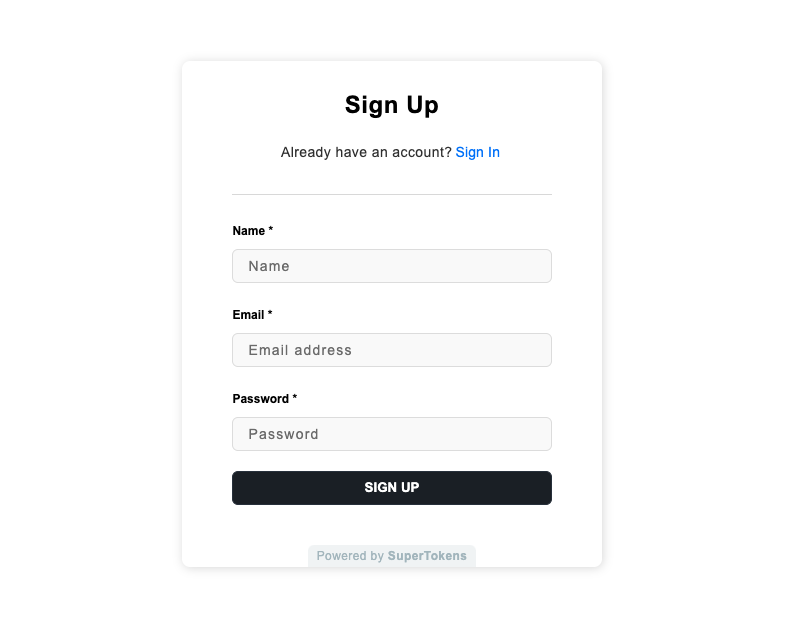 Sign Up
Already have an account? Sign In
Name *
Name
Email *
Email address
Password *
Password
SIGN UP
Powered by SuperTokens